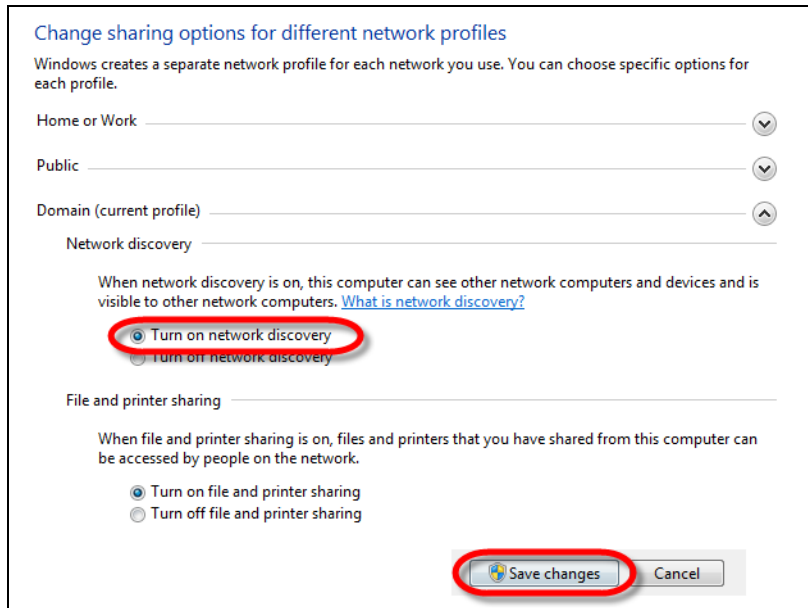 Change sharing options for different network profiles
Windows creates a separate network profile for each network you use. You can choose specific options for
each profile.
Home or Work
Public
Domain (current profile)
Network discovery
When network discovery is on, this computer can see other network computers and devices and is
visible to other network computers. What is network discovery?
Turn on network discovery
Turn off network discovery
File and printer sharing
When file and printer sharing is on, files and printers that you have shared from this computer can
be accessed by people on the network.
Turn on file and printer sharing
Turn off file and printer sharing
Save changes Cancel